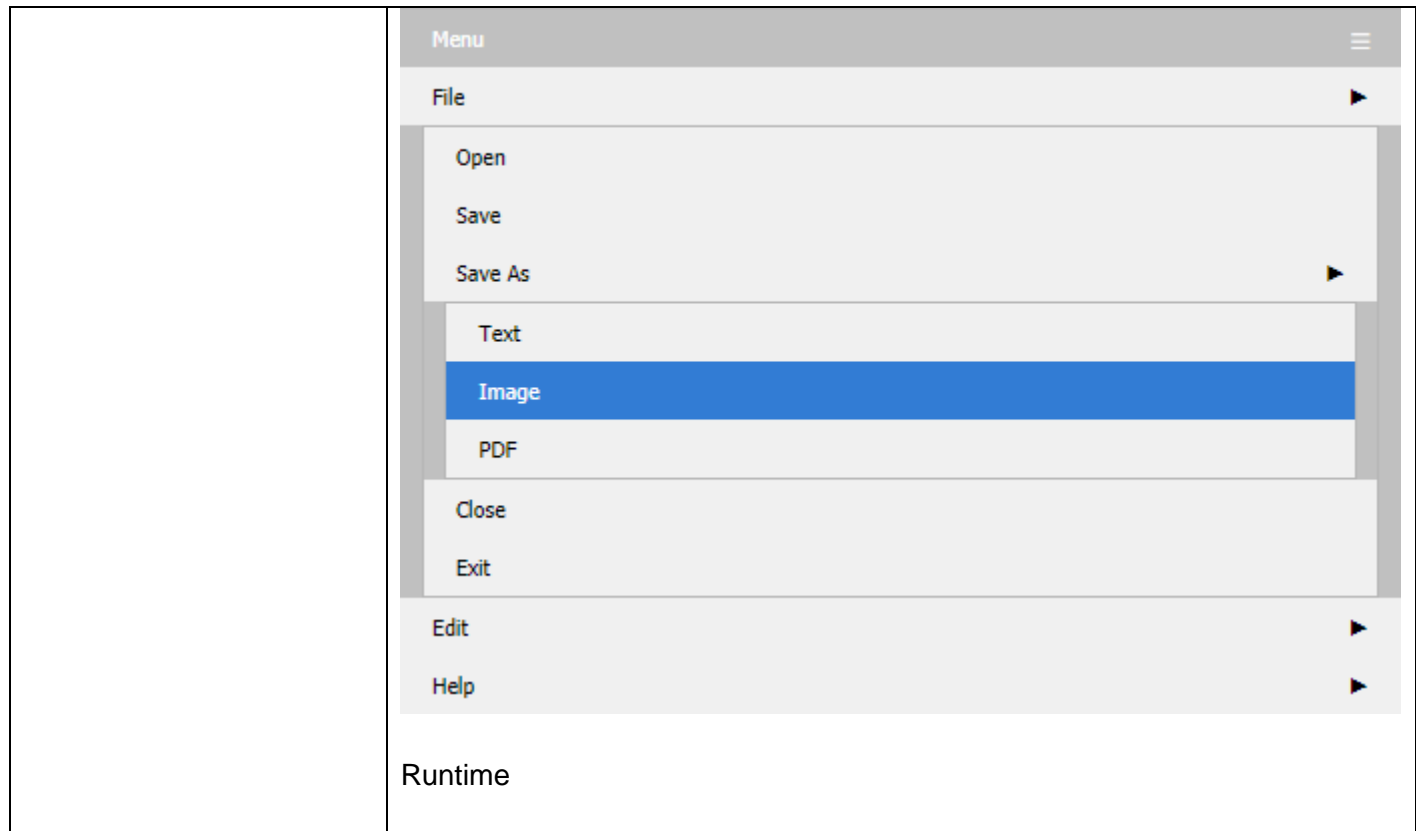 Menu
File
Open
Save
Save As
Text
Image
PDF
Close
Exit
Edit
Help
Runtime